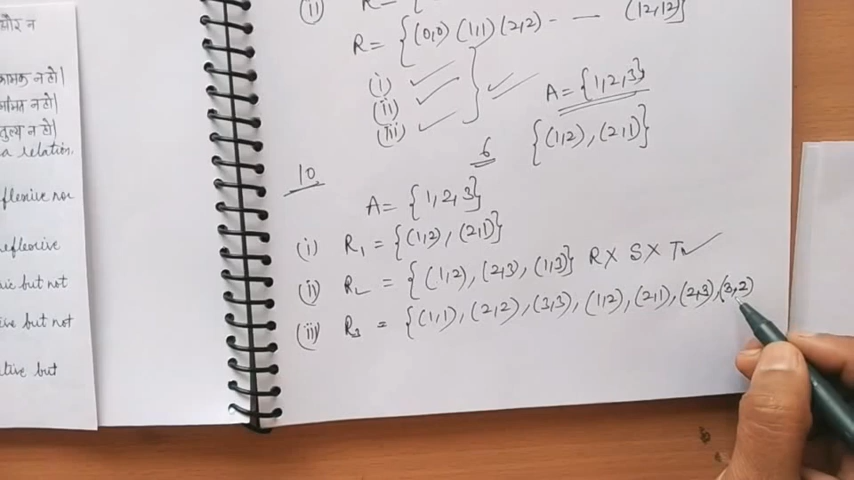 और न
कामक न हो।
न हो।
तुल्य न हो।
a relation,
flexive nor
eflexive
ric but not
ive but not
tive but
(ii) R = {
R = { (0,0) (1,1) (2,2) - — (12,12)}
(i) ✓
(ii) ✓
(iii) ✓
A = {1,2,3}
{(1,2), (2,1)}
6
10.
A = {1,2,3}
(i) R₁ = {(1,2), (2,1)}
(ii) R₂ = { (1,2), (2,3), (1,3)} R× S× Tr✓
(iii) R₃ = {(1,1), (2,2), (3,3), (1,2), (2,1), (2,3), (3,2)